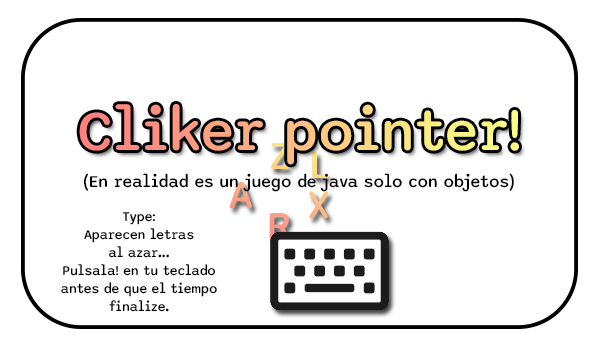 Cliker pointer!
(En realidad es un juego de java solo con objetos)
Z L
A X
R
Type:
Aparecen letras
al azar...
Pulsala! en tu teclado
antes de que el tiempo
finalize.